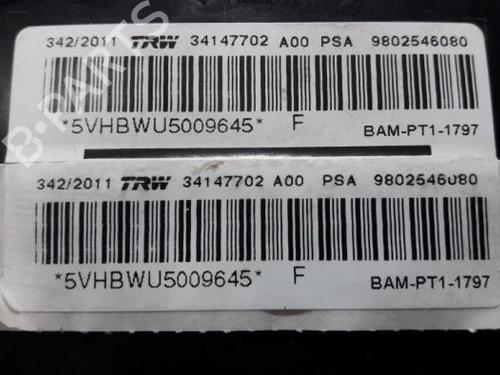 342/2011 TRW 34147702 A00 PSA 9802546080
*5VHBWU5009645* F
BAM-PT1-1797
342/2011 TRW 34147702 A00 PSA 9802546080
*5VHBWU5009645* F
BAM-PT1-1797
B-PARTS